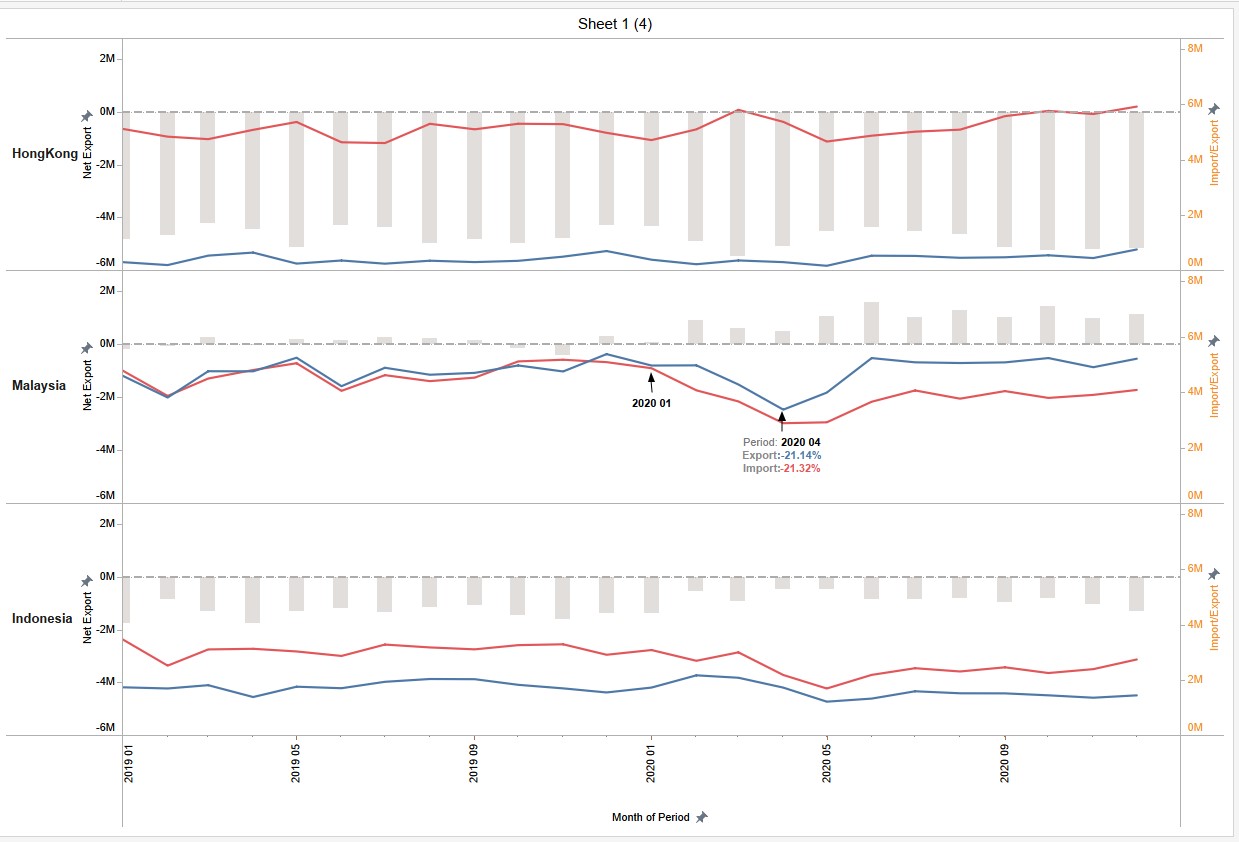 Sheet 1 (4)
HongKong
Net Export
2M
0M
-2M
-4M
-6M
8M
6M
4M
2M
0M
Import/Export
Malaysia
Net Export
2M
0M
-2M
-4M
-6M
2020 01
Period: 2020 04
Export:-21.14%
Import:-21.32%
8M
6M
4M
2M
0M
Import/Export
Indonesia
Net Export
2M
0M
-2M
-4M
-6M
8M
6M
4M
2M
0M
Import/Export
2019 01
2019 05
2019 09
2020 01
2020 05
2020 09
Month of Period